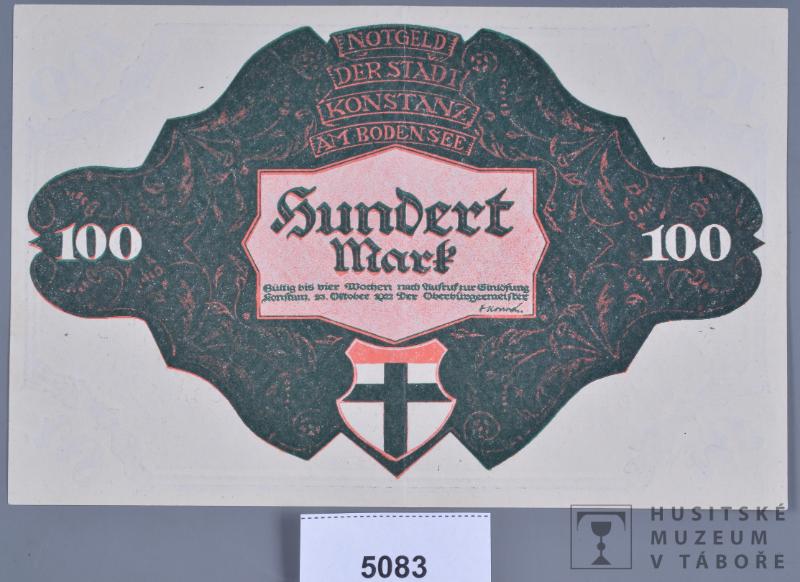 NOTGELD
DER STADT
KONSTANZ
AM BODENSEE
Hundert
Mark
100
100
Gültig bis vier Wochen nach Aufruf zur Einlösung
Konstanz, 23. Oktober 1922 Der Oberbürgermeister
5083
HUSITSKÉ
MUZEUM
V TÁBOŘE